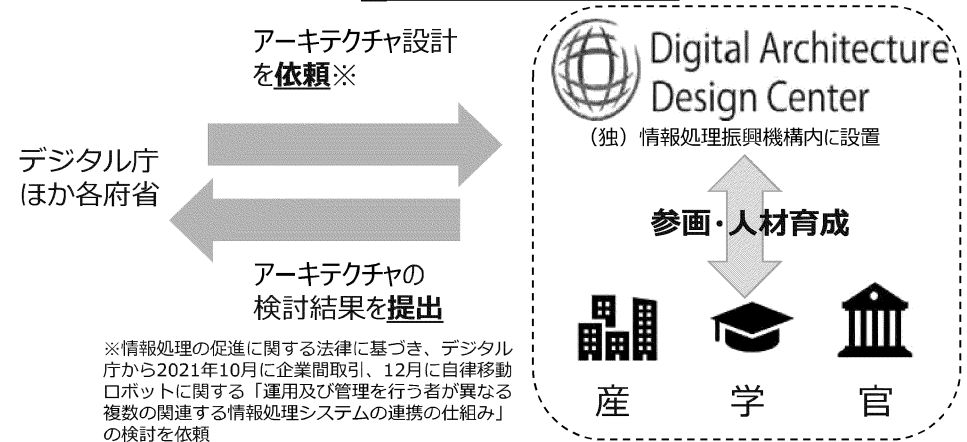 アーキテクチャ設計
を依頼※
デジタル庁
ほか各府省
アーキテクチャの
検討結果を提出
※情報処理の促進に関する法律に基づき、デジタル
庁から2021年10月に企業間取引、12月に自律移動
ロボットに関する「運用及び管理を行う者が異なる
複数の関連する情報処理システムの連携の仕組み」
の検討を依頼
Digital Architecture
Design Center
（独）情報処理振興機構内に設置
参画・人材育成
産 学 官